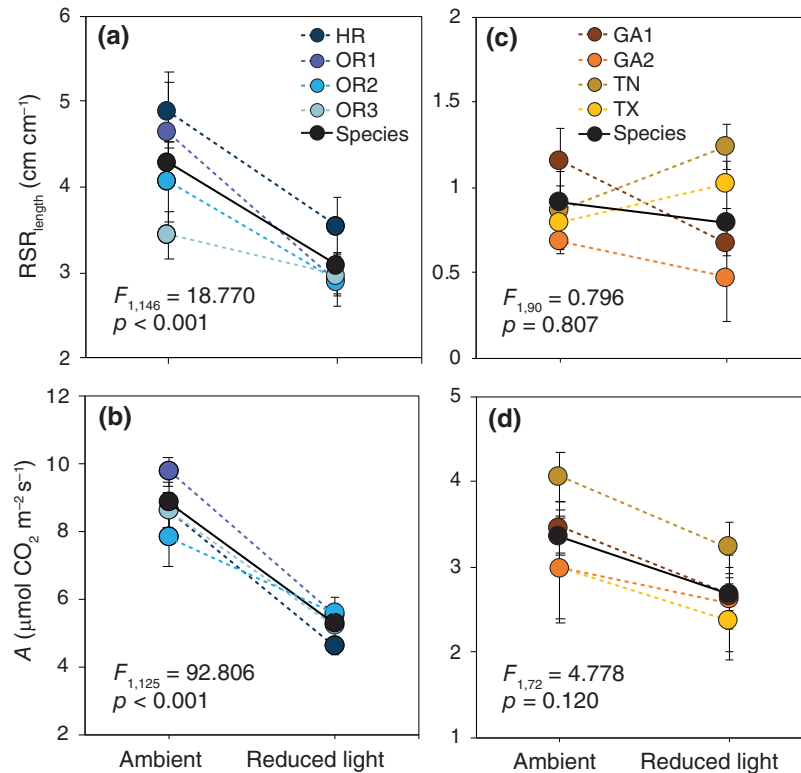 (a)
HR
OR1
OR2
OR3
Species
6
5
4
3
2
RSRlength (cm cm⁻¹)
F1,146 = 18.770
p < 0.001
(c)
GA1
GA2
TN
TX
Species
2
1.5
1
0.5
0
F1,90 = 0.796
p = 0.807
(b)
12
10
8
6
4
2
A (μmol CO2 m⁻² s⁻¹)
F1,125 = 92.806
p < 0.001
Ambient Reduced light
(d)
5
4
3
2
1
F1,72 = 4.778
p = 0.120
Ambient Reduced light